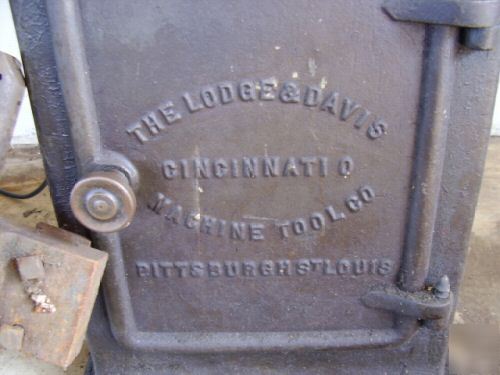 THE LODGE & DAVIS
CINCINNATI O
MACHINE TOOL CO
PITTSBURGH ST LOUIS